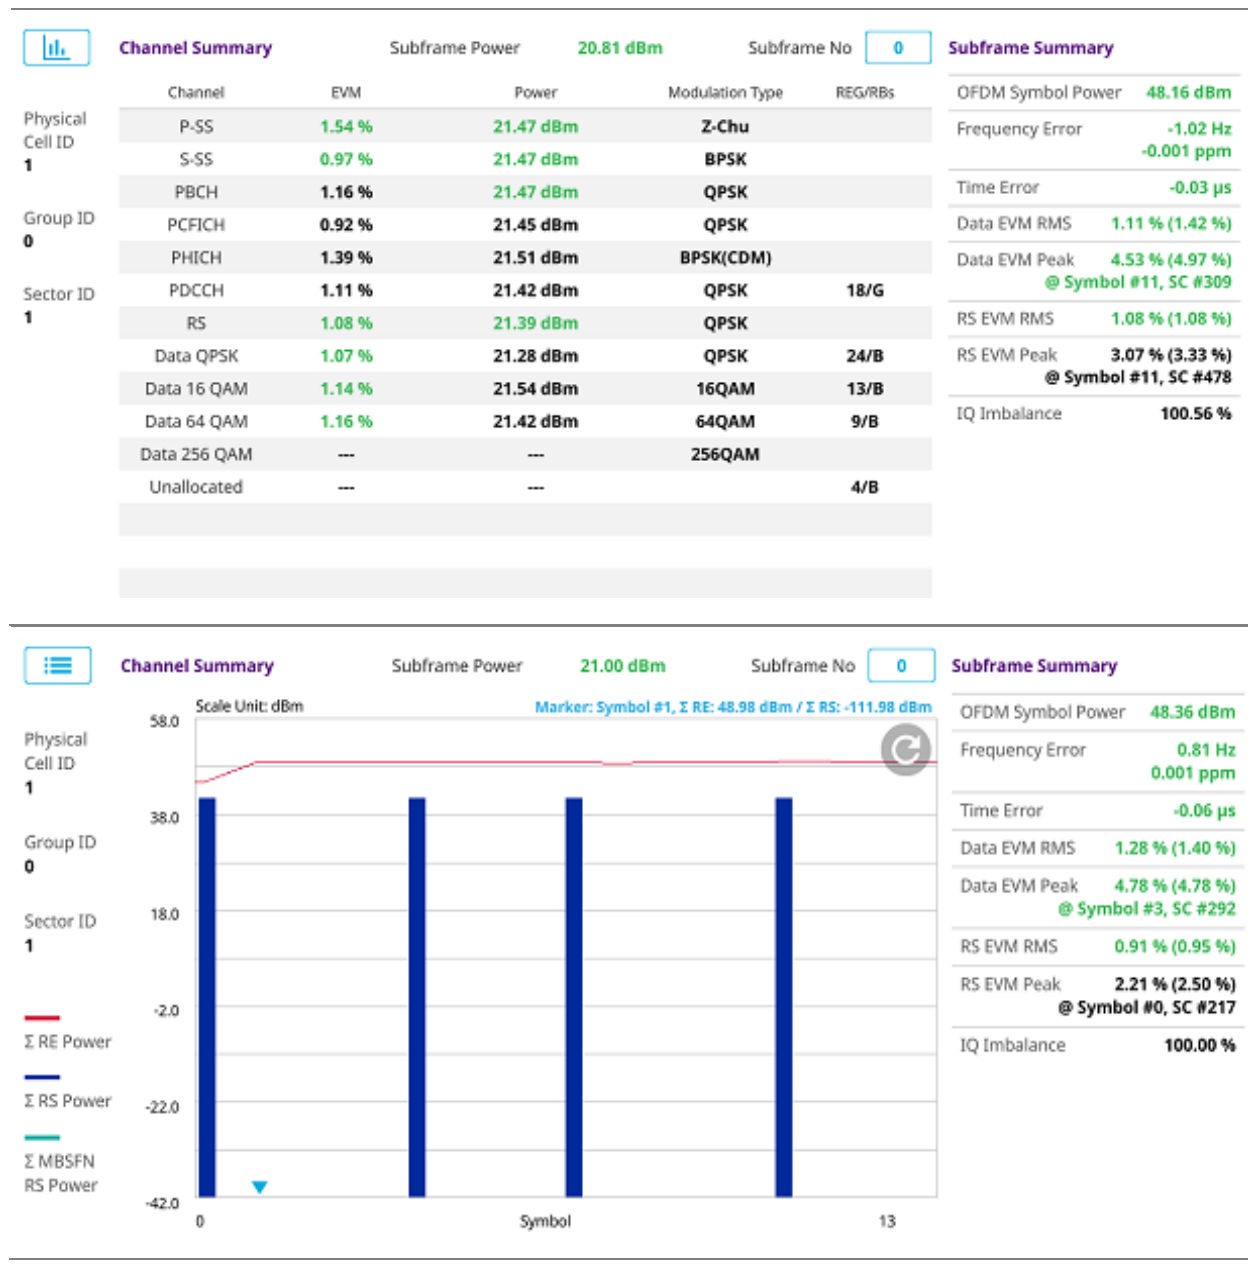 Channel Summary Subframe Power 20.81 dBm Subframe No 0 Subframe Summary
Physical
Cell ID
1
Group ID
0
Sector ID
1
Channel EVM Power Modulation Type REG/RBs
P-SS 1.54 % 21.47 dBm Z-Chu
S-SS 0.97 % 21.47 dBm BPSK
PBCH 1.16 % 21.47 dBm QPSK
PCFICH 0.92 % 21.45 dBm QPSK
PHICH 1.39 % 21.51 dBm BPSK(CDM)
PDCCH 1.11 % 21.42 dBm QPSK 18/G
RS 1.08 % 21.39 dBm QPSK
Data QPSK 1.07 % 21.28 dBm QPSK 24/B
Data 16 QAM 1.14 % 21.54 dBm 16QAM 13/B
Data 64 QAM 1.16 % 21.42 dBm 64QAM 9/B
Data 256 QAM --- --- 256QAM
Unallocated --- --- 4/B
OFDM Symbol Power 48.16 dBm
Frequency Error -1.02 Hz
-0.001 ppm
Time Error -0.03 µs
Data EVM RMS 1.11 % (1.42 %)
Data EVM Peak 4.53 % (4.97 %)
@ Symbol #11, SC #309
RS EVM RMS 1.08 % (1.08 %)
RS EVM Peak 3.07 % (3.33 %)
@ Symbol #11, SC #478
IQ Imbalance 100.56 %
Channel Summary Subframe Power 21.00 dBm Subframe No 0 Subframe Summary
Physical
Cell ID
1
Group ID
0
Sector ID
1
Σ RE Power
Σ RS Power
Σ MBSFN
RS Power
Scale Unit: dBm Marker: Symbol #1, Σ RE: 48.98 dBm / Σ RS: -111.98 dBm
58.0
38.0
18.0
-2.0
-22.0
-42.0
0 Symbol 13
OFDM Symbol Power 48.36 dBm
Frequency Error 0.81 Hz
0.001 ppm
Time Error -0.06 µs
Data EVM RMS 1.28 % (1.40 %)
Data EVM Peak 4.78 % (4.78 %)
@ Symbol #3, SC #292
RS EVM RMS 0.91 % (0.95 %)
RS EVM Peak 2.21 % (2.50 %)
@ Symbol #0, SC #217
IQ Imbalance 100.00 %